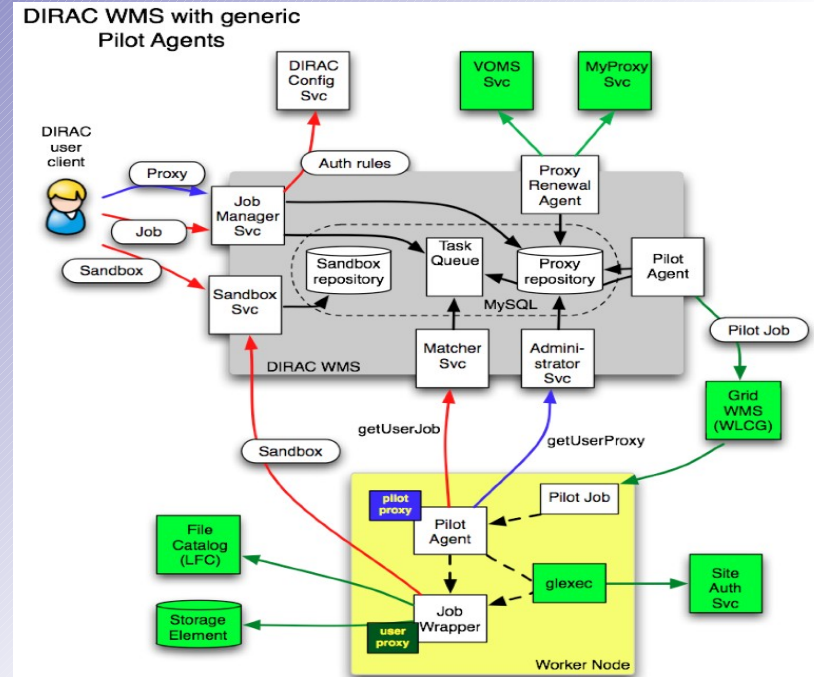 DIRAC WMS with generic
Pilot Agents
DIRAC
Config
Svc
VOMS
Svc
MyProxy
Svc
DIRAC
user
client
Proxy
Auth rules
Job
Manager
Svc
Proxy
Renewal
Agent
Job
Sandbox
Sandbox
repository
Task
Queue
Proxy
repository
Pilot
Agent
MySQL
Sandbox
Svc
Pilot Job
DIRAC WMS
Matcher
Svc
Admini-
strator
Svc
Grid
WMS
(WLCG)
getUserJob
getUserProxy
Sandbox
pilot
proxy
Pilot
Agent
Pilot Job
File
Catalog
(LFC)
glexec
Site
Auth
Svc
Storage
Element
user
proxy
Job
Wrapper
Worker Node